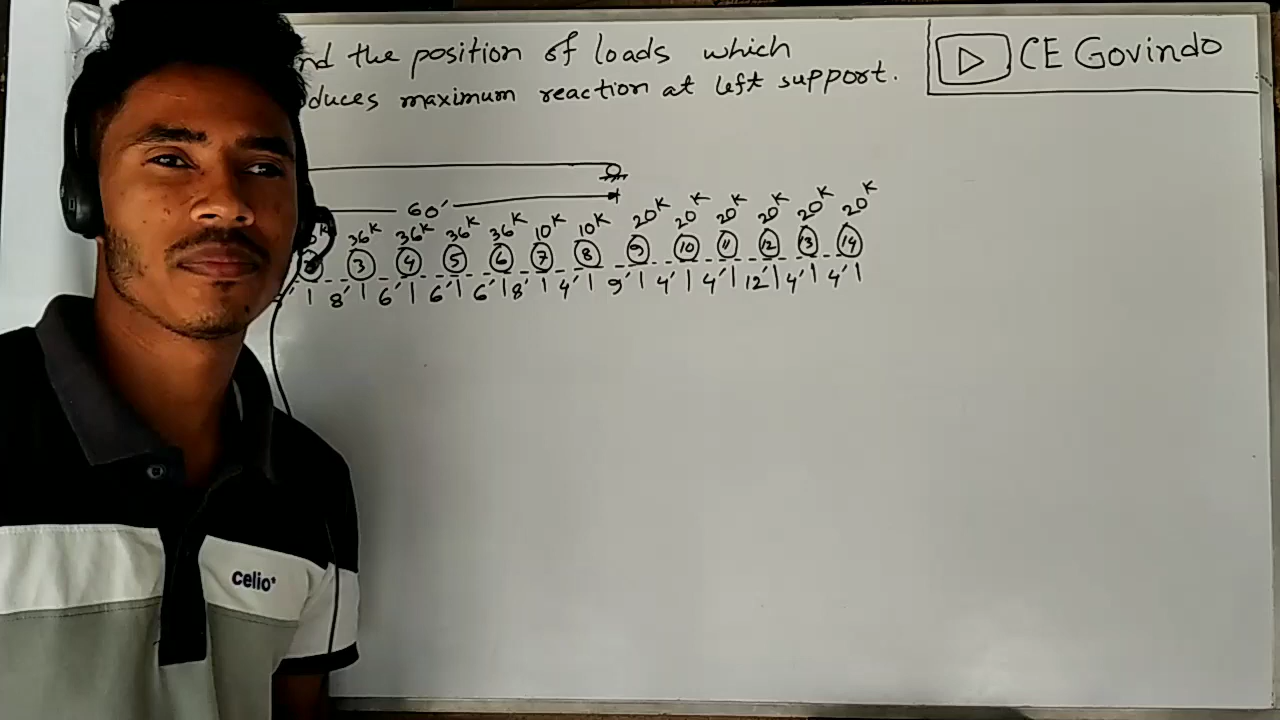 nd the position of loads which
duces maximum reaction at left support.
CE Govindo
60'
0ᴷ 36ᴷ 36ᴷ 36ᴷ 36ᴷ 10ᴷ 10ᴷ 20ᴷ 20ᴷ 20ᴷ 20ᴷ 20ᴷ 20ᴷ
3 4 5 6 7 8 9 10 11 12 13 14
8' 6' 6' 6' 8' 4' 9' 4' 4' 12' 4' 4'
celio*